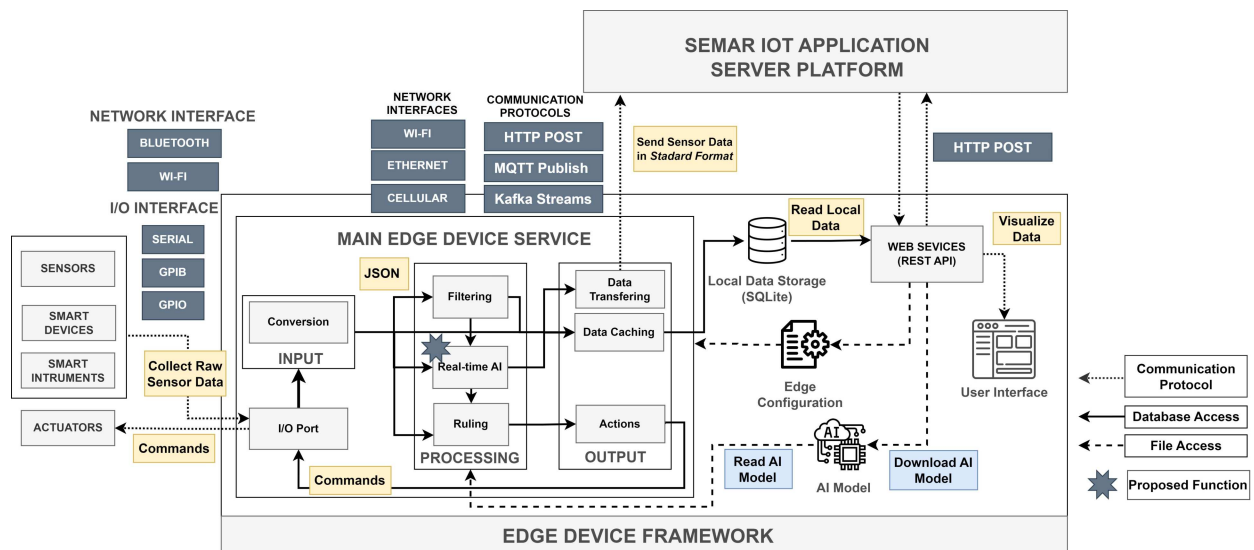 SEMAR IOT APPLICATION
SERVER PLATFORM
NETWORK INTERFACE
BLUETOOTH
WI-FI
I/O INTERFACE
SERIAL
GPIB
GPIO
NETWORK
INTERFACES
WI-FI
ETHERNET
CELLULAR
COMMUNICATION
PROTOCOLS
HTTP POST
MQTT Publish
Kafka Streams
Send Sensor Data
in Stadard Format
HTTP POST
SENSORS
SMART
DEVICES
SMART
INTRUMENTS
ACTUATORS
Collect Raw
Sensor Data
Commands
MAIN EDGE DEVICE SERVICE
JSON
Conversion
INPUT
I/O Port
Filtering
Real-time AI
Ruling
PROCESSING
Data
Transfering
Data Caching
Actions
OUTPUT
Commands
Local Data Storage
(SQLite)
Read Local
Data
WEB SEVICES
(REST API)
Visualize
Data
Edge
Configuration
User Interface
AI
Read AI
Model
AI Model
Download AI
Model
Communication
Protocol
Database Access
File Access
Proposed Function
EDGE DEVICE FRAMEWORK